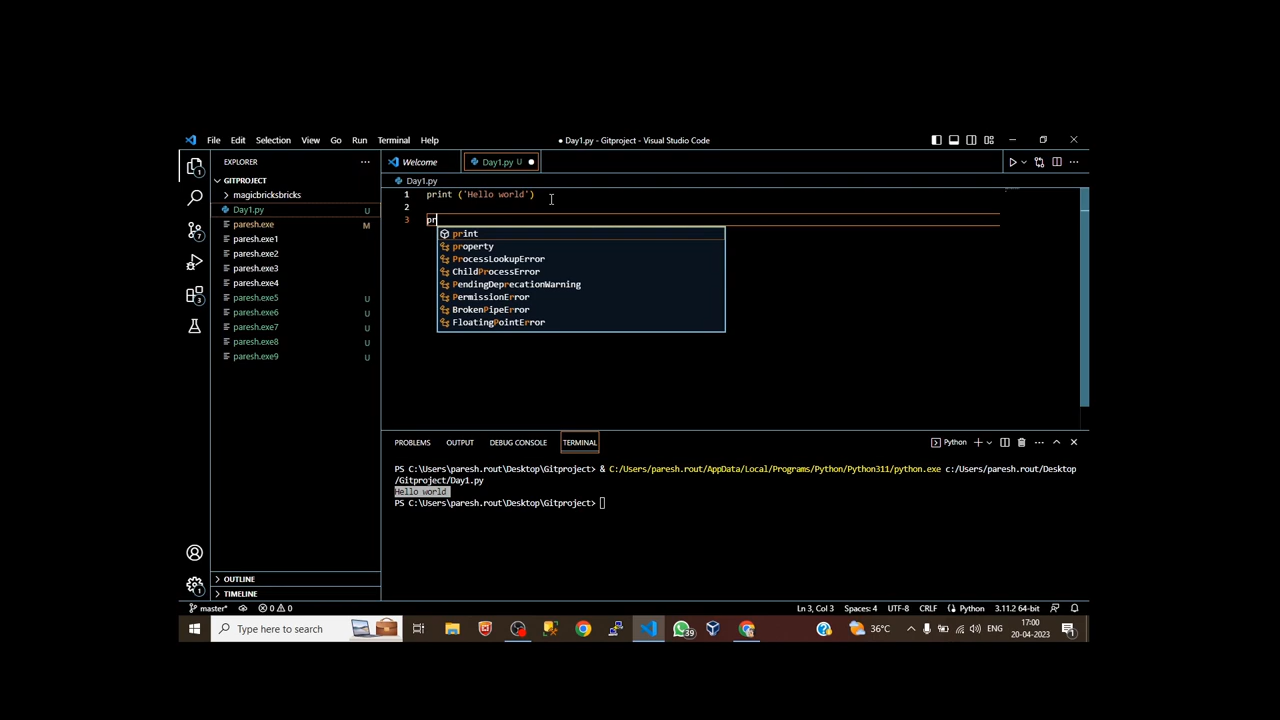 File Edit Selection View Go Run Terminal Help
● Day1.py - Gitproject - Visual Studio Code
EXPLORER
Welcome
Day1.py U
GITPROJECT
Day1.py
magicbricksbricks
Day1.py U
paresh.exe M
paresh.exe1
paresh.exe2
paresh.exe3
paresh.exe4
paresh.exe5 U
paresh.exe6 U
paresh.exe7 U
paresh.exe8 U
paresh.exe9 U
OUTLINE
TIMELINE
1 print ('Hello world')
2
3 pr
print
property
ProcessLookupError
ChildProcessError
PendingDeprecationWarning
PermissionError
BrokenPipeError
FloatingPointError
PROBLEMS OUTPUT DEBUG CONSOLE TERMINAL
Python
PS C:\Users\paresh.rout\Desktop\Gitproject> & C:/Users/paresh.rout/AppData/Local/Programs/Python/Python311/python.exe c:/Users/paresh.rout/Desktop
/Gitproject/Day1.py
Hello world
PS C:\Users\paresh.rout\Desktop\Gitproject>
master* 0 0 Ln 3, Col 3 Spaces: 4 UTF-8 CRLF Python 3.11.2 64-bit
Type here to search
39
36°C
ENG
17:00
20-04-2023
1